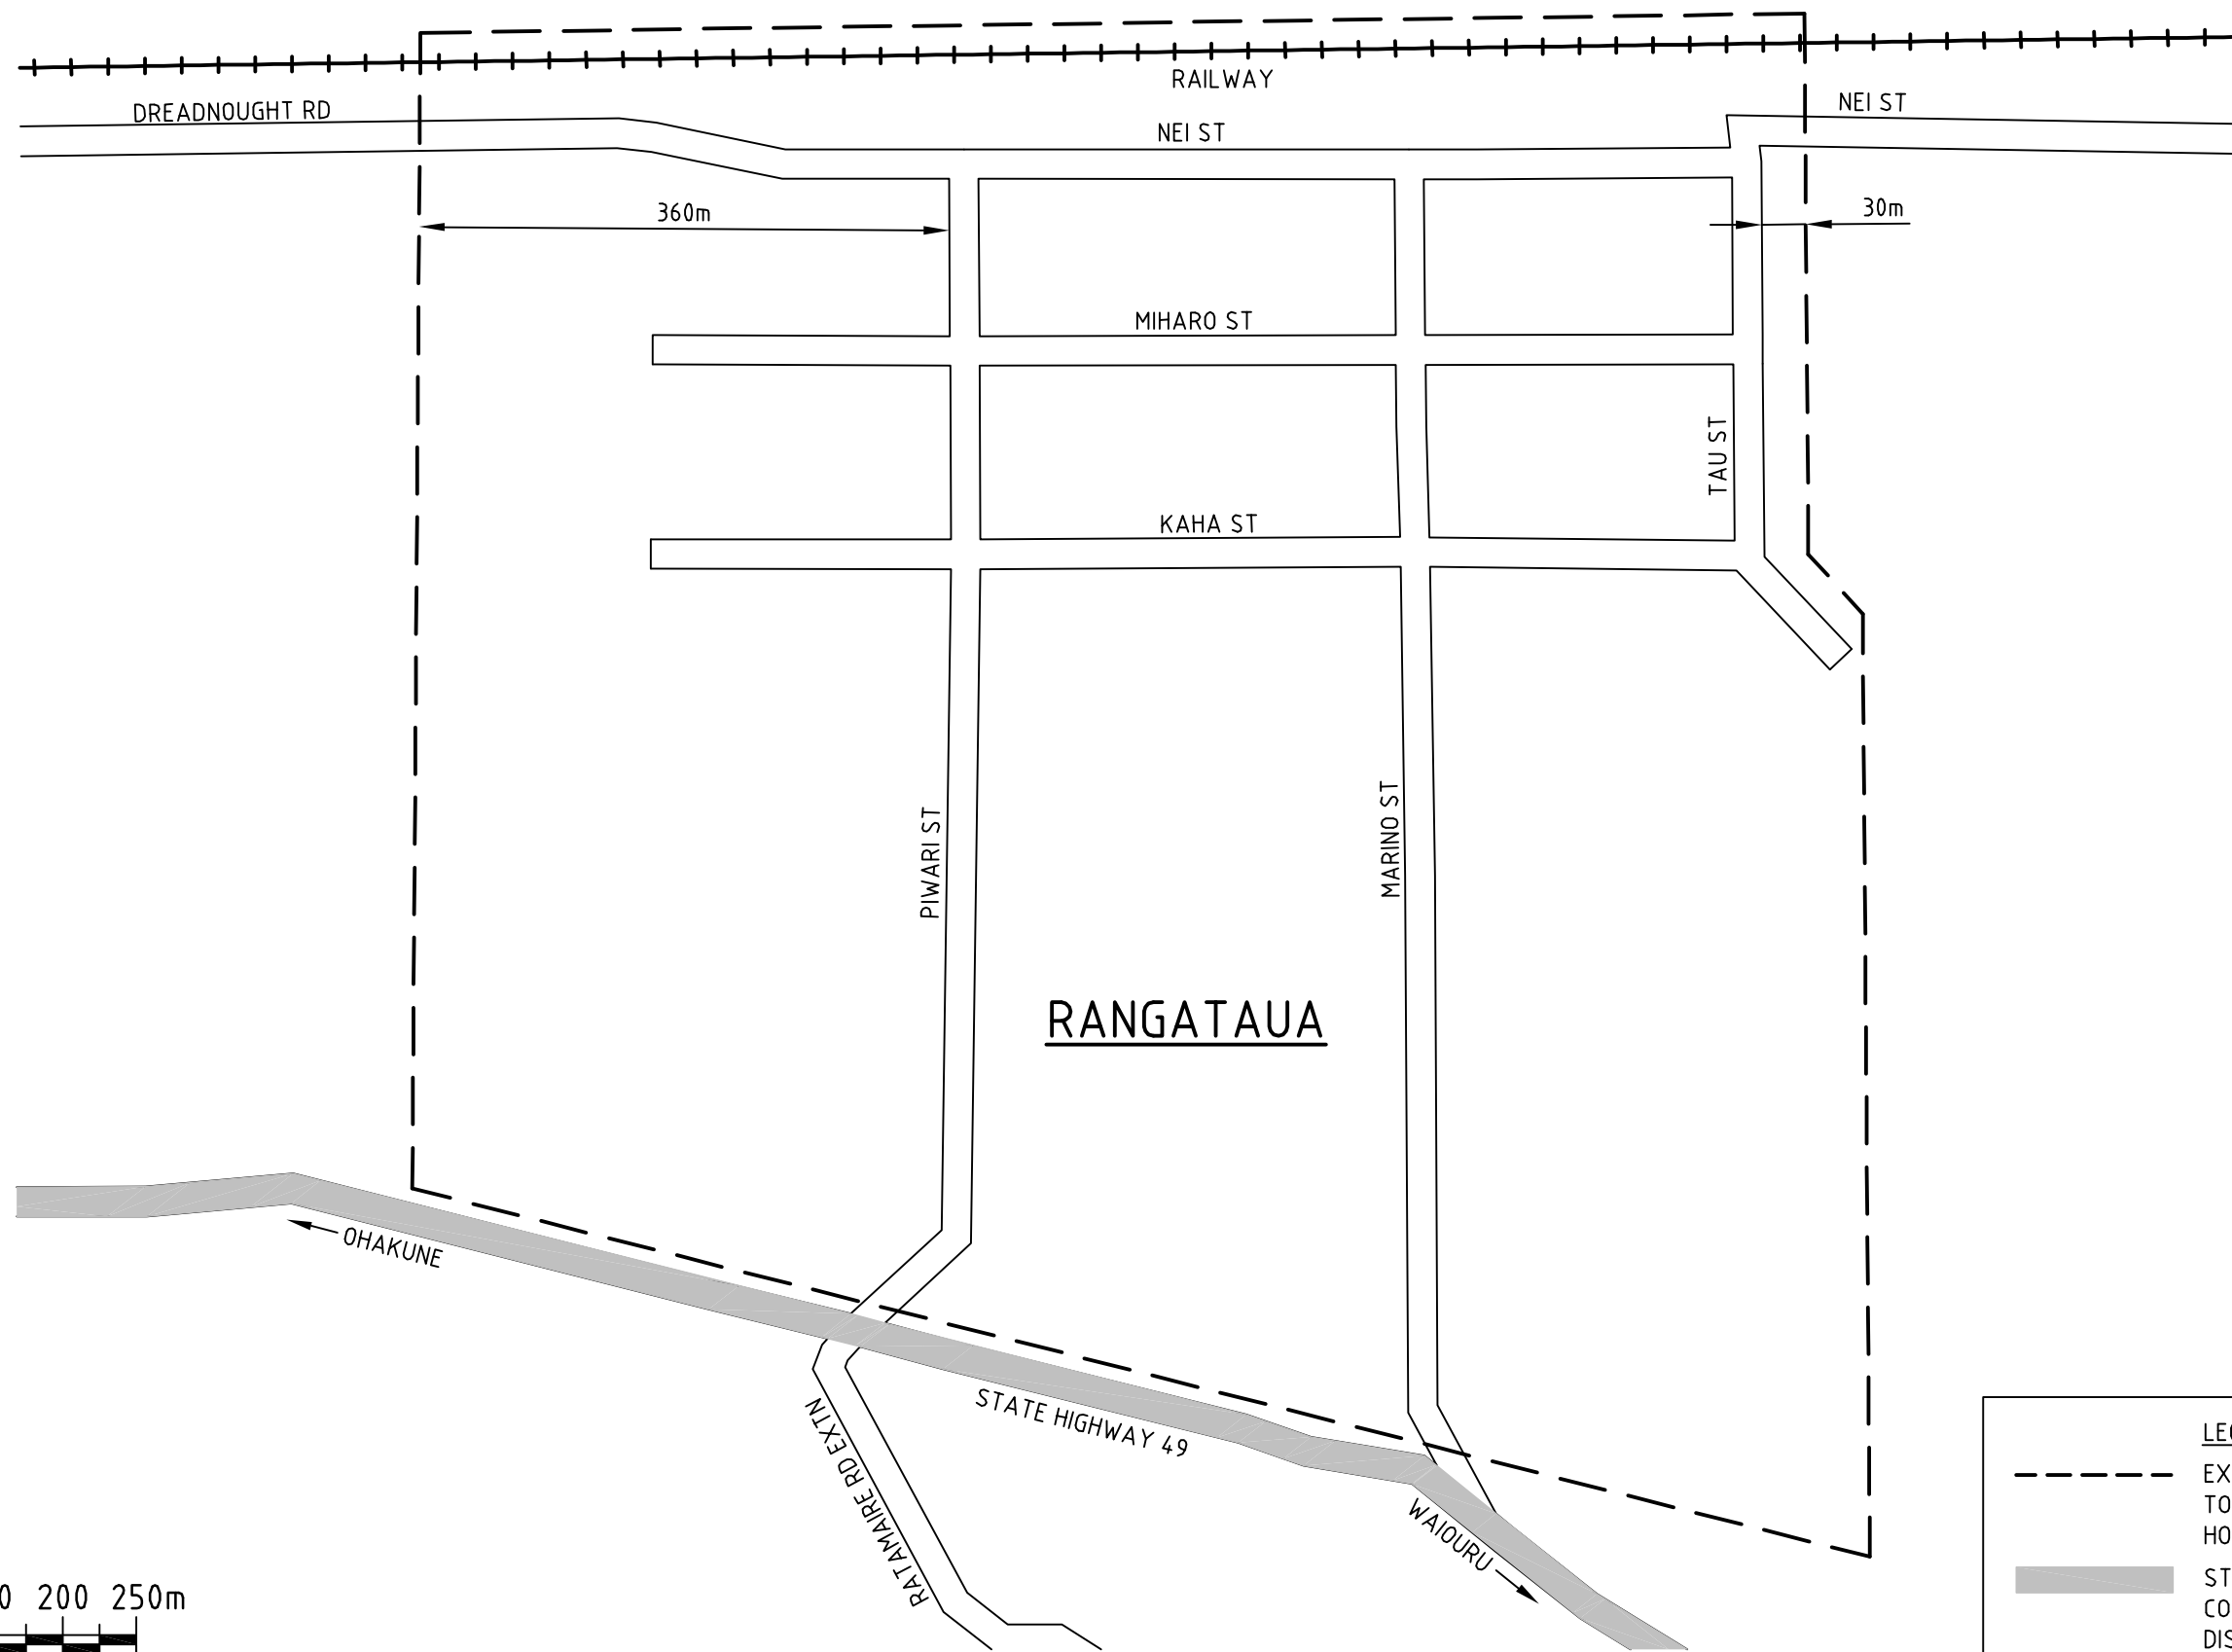 RAILWAY
DREADNOUGHT RD
NEI ST
NEI ST
360m
30m
MIHARO ST
TAU ST
KAHA ST
PIWARI ST
MARINO ST
RANGATAUA
OHAKUNE
STATE HIGHWAY 49
RATAMAIRE RD EXTN
WAIOURU
200 250m